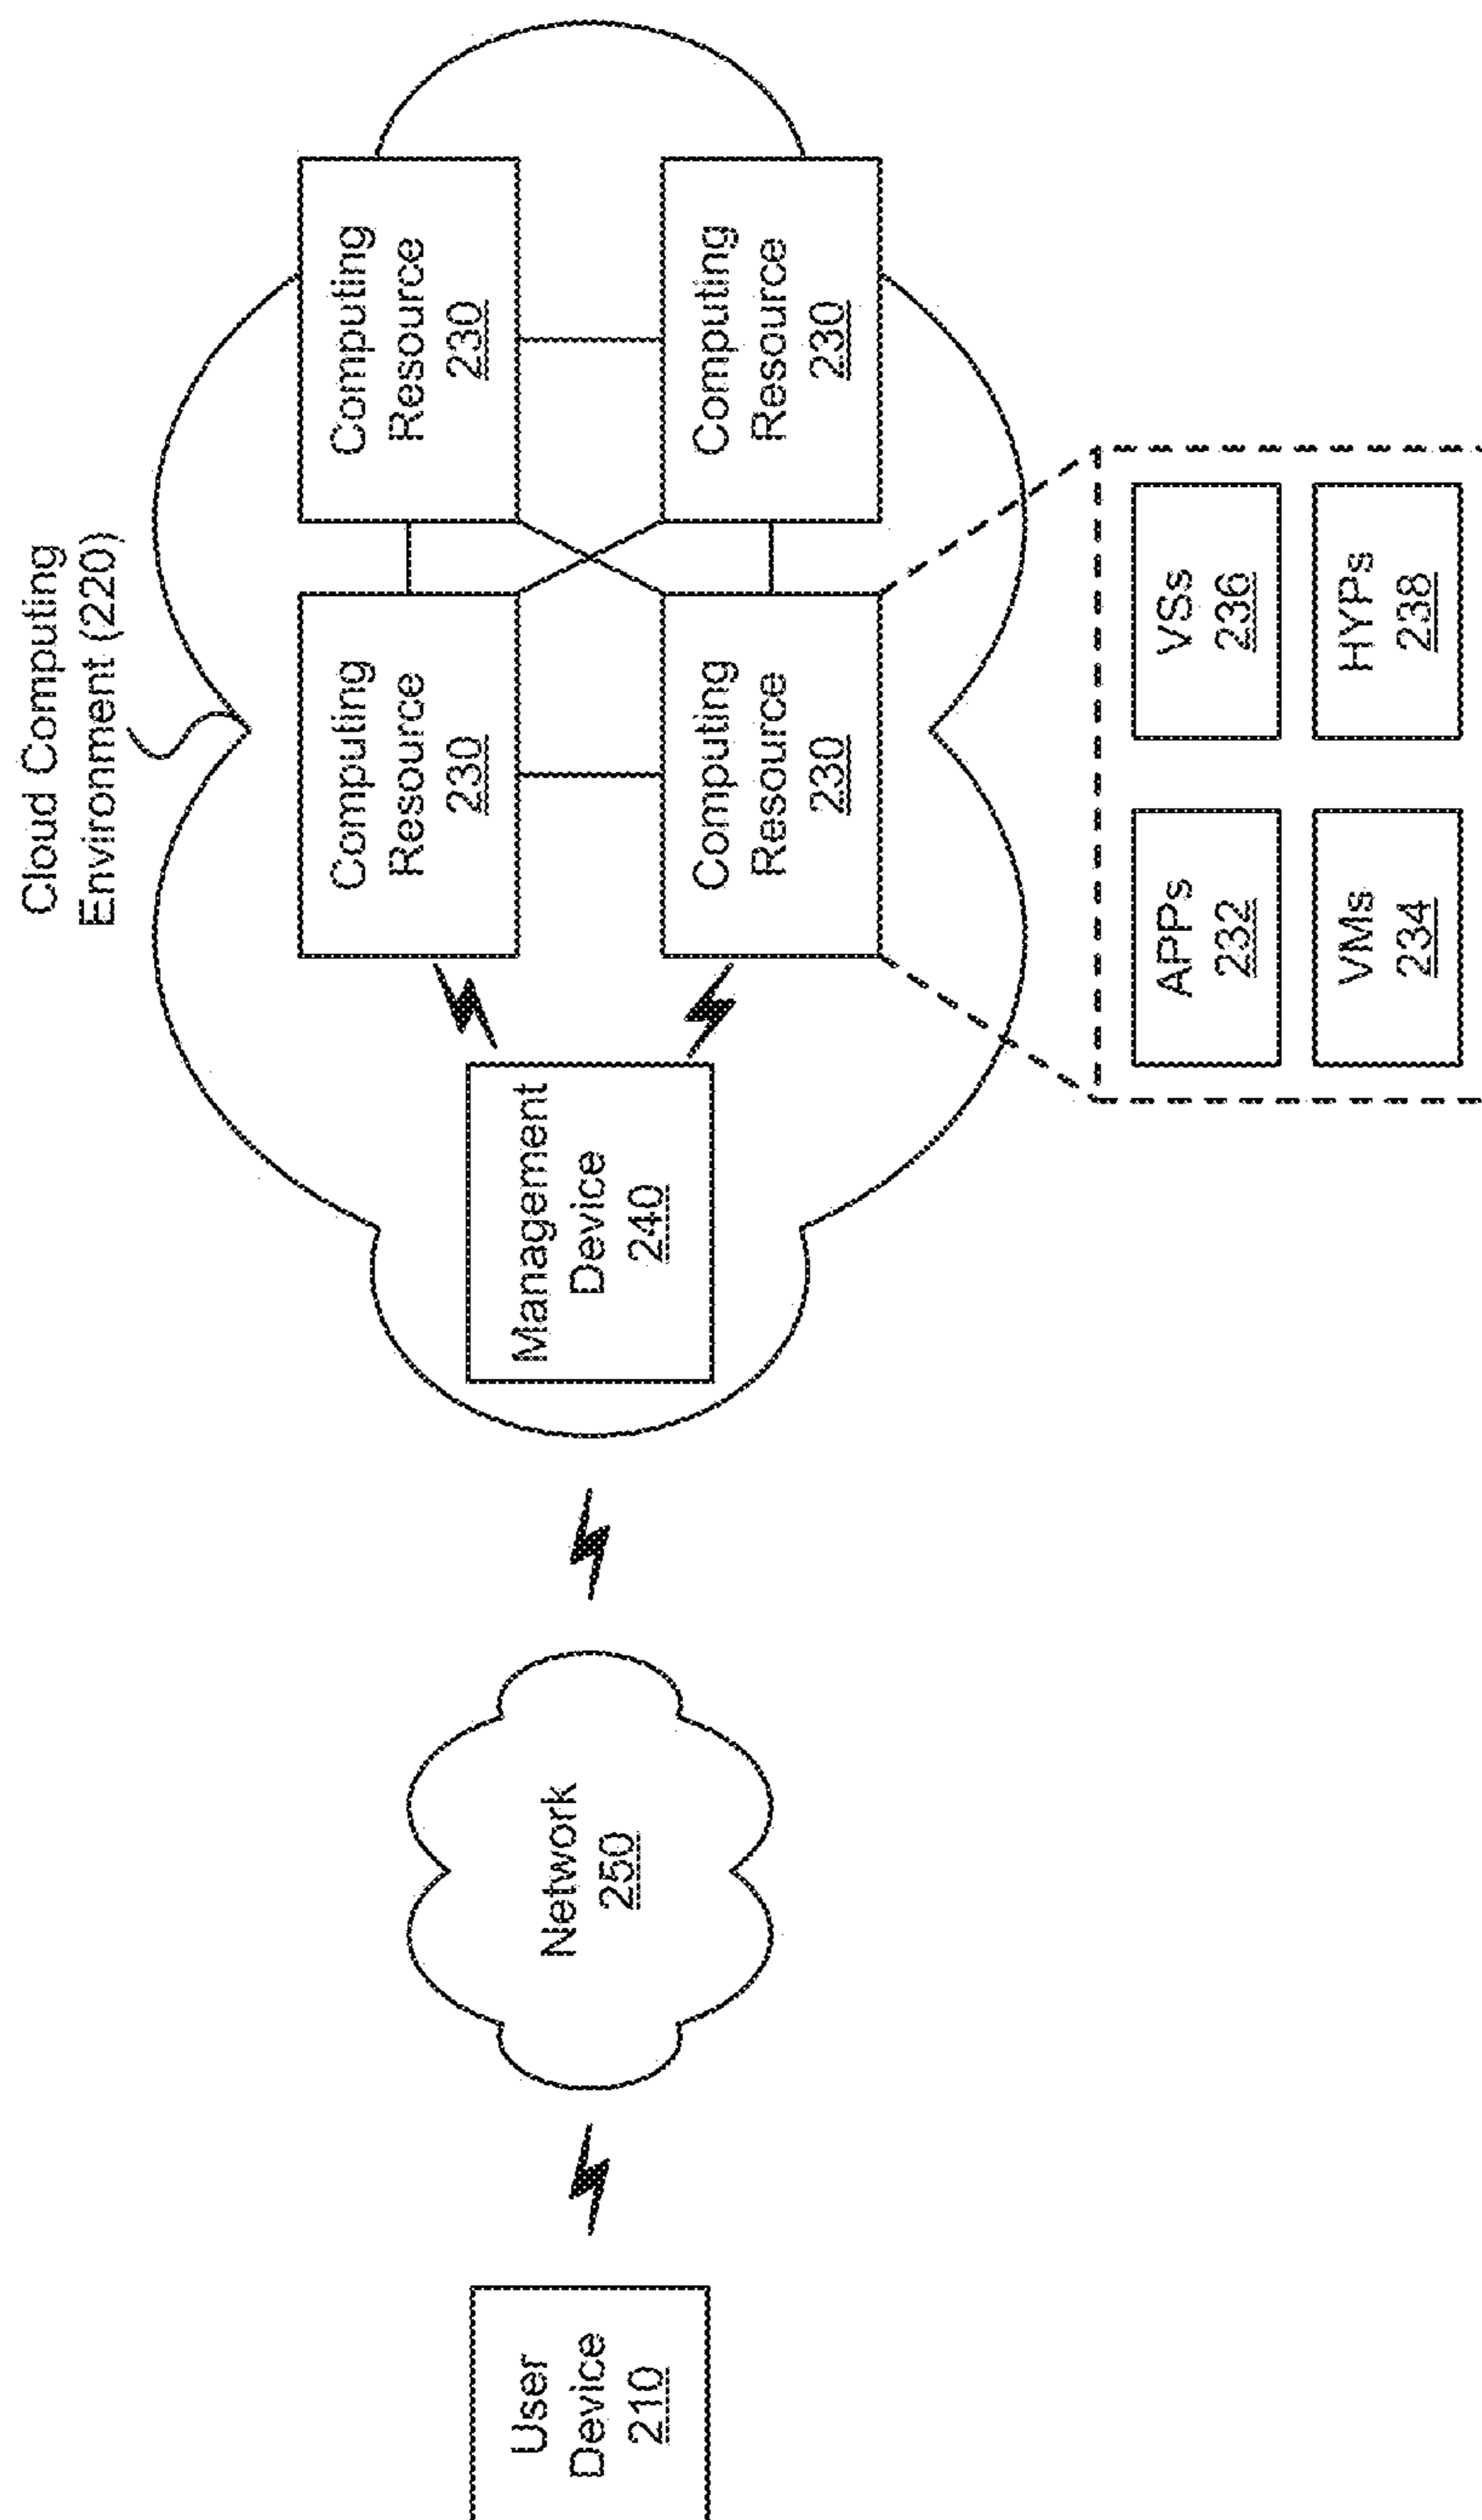 Cloud Computing
Environment (220)
User
Device
210
Network
250
Management
Device
240
Computing
Resource
230
Computing
Resource
230
Computing
Resource
230
Computing
Resource
230
APPs
232
VSs
236
VMs
234
HYPs
238